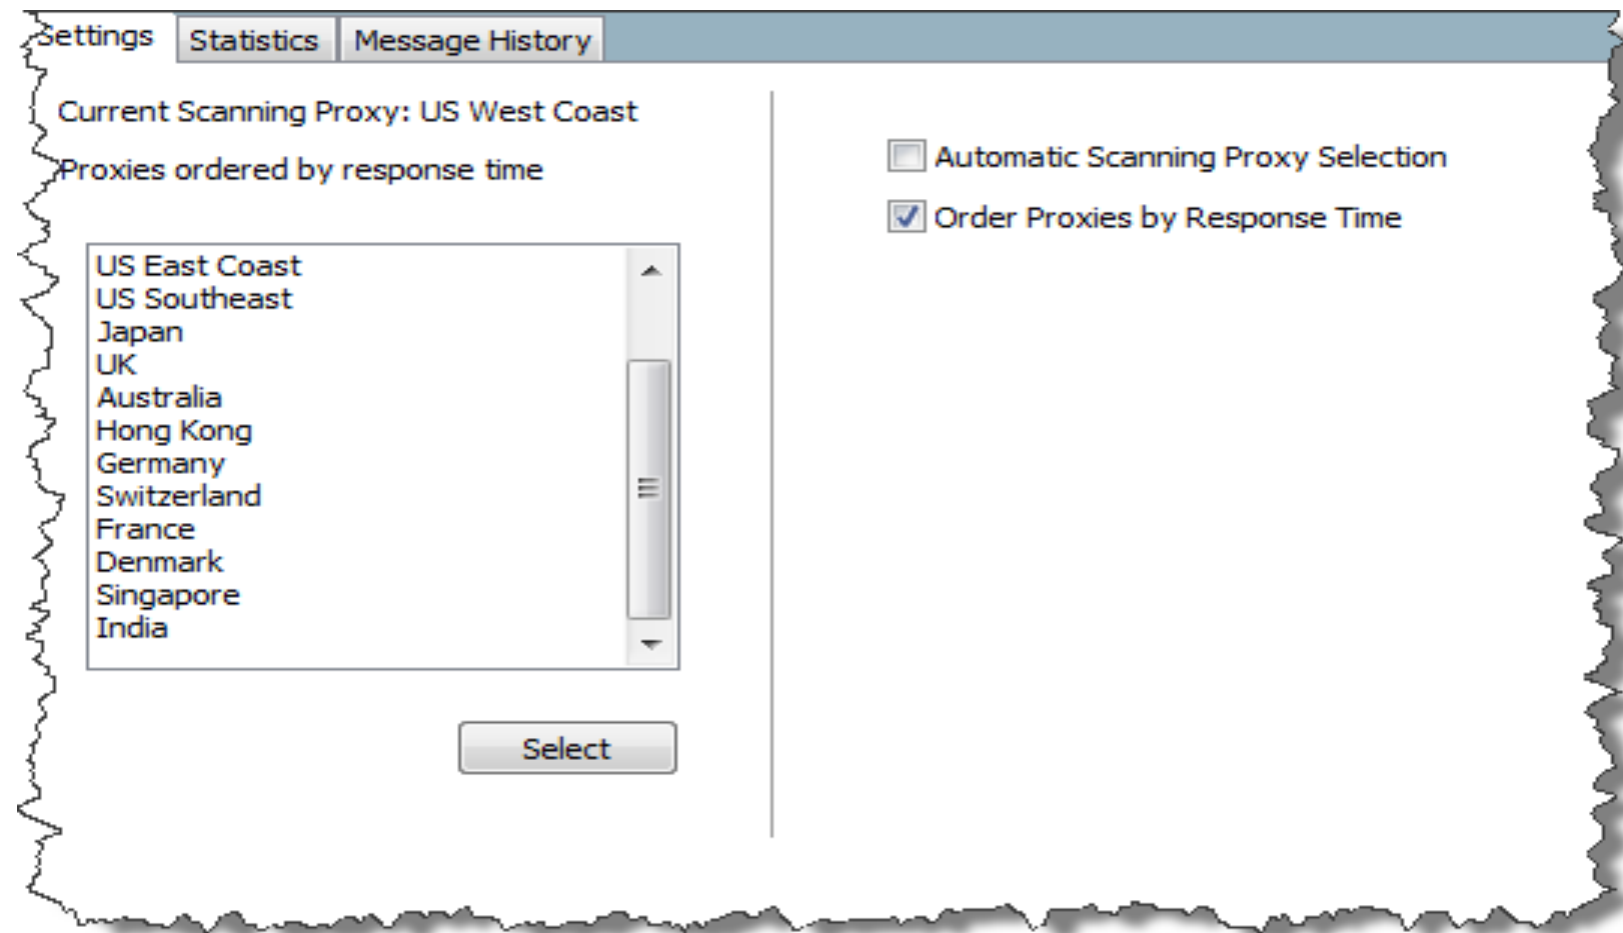 Settings Statistics Message History
Current Scanning Proxy: US West Coast
Proxies ordered by response time
US East Coast
US Southeast
Japan
UK
Australia
Hong Kong
Germany
Switzerland
France
Denmark
Singapore
India
Select
Automatic Scanning Proxy Selection
Order Proxies by Response Time